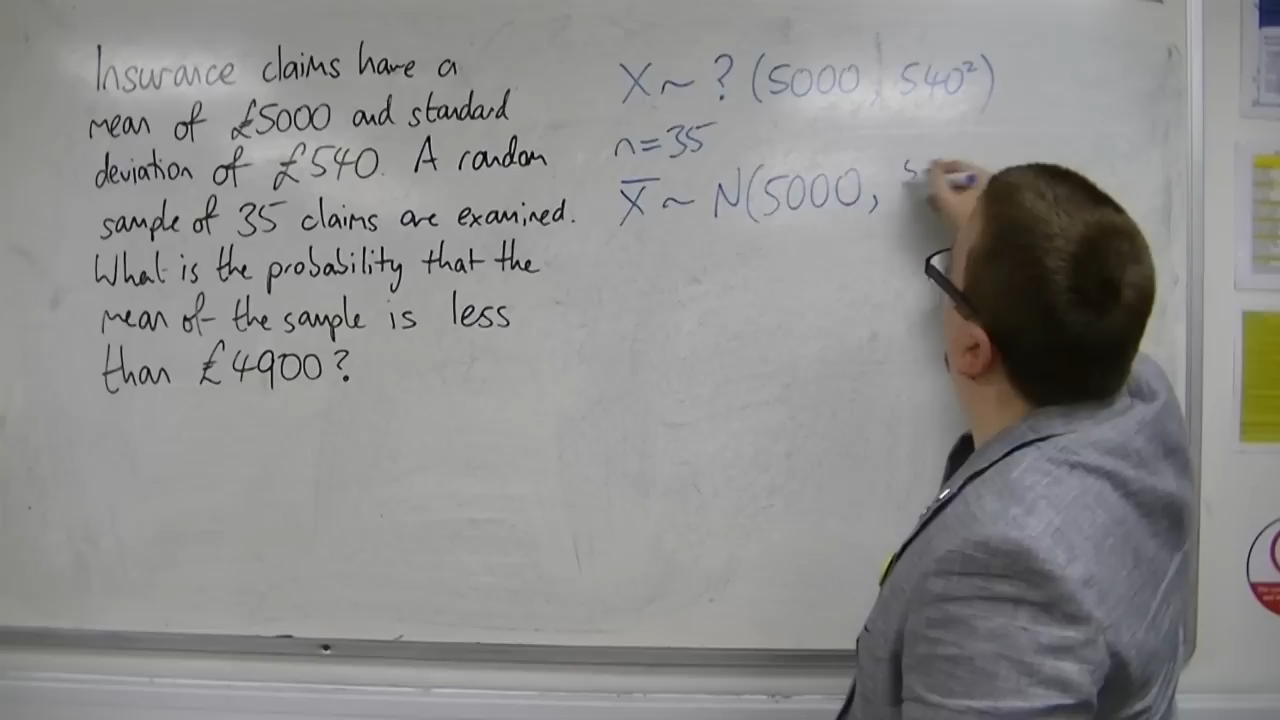 Insurance claims have a
mean of £5000 and standard
deviation of £540. A random
sample of 35 claims are examined.
What is the probability that the
mean of the sample is less
than £4900?
X ~ ? (5000, 540²)
n = 35
X̄ ~ N(5000, 5